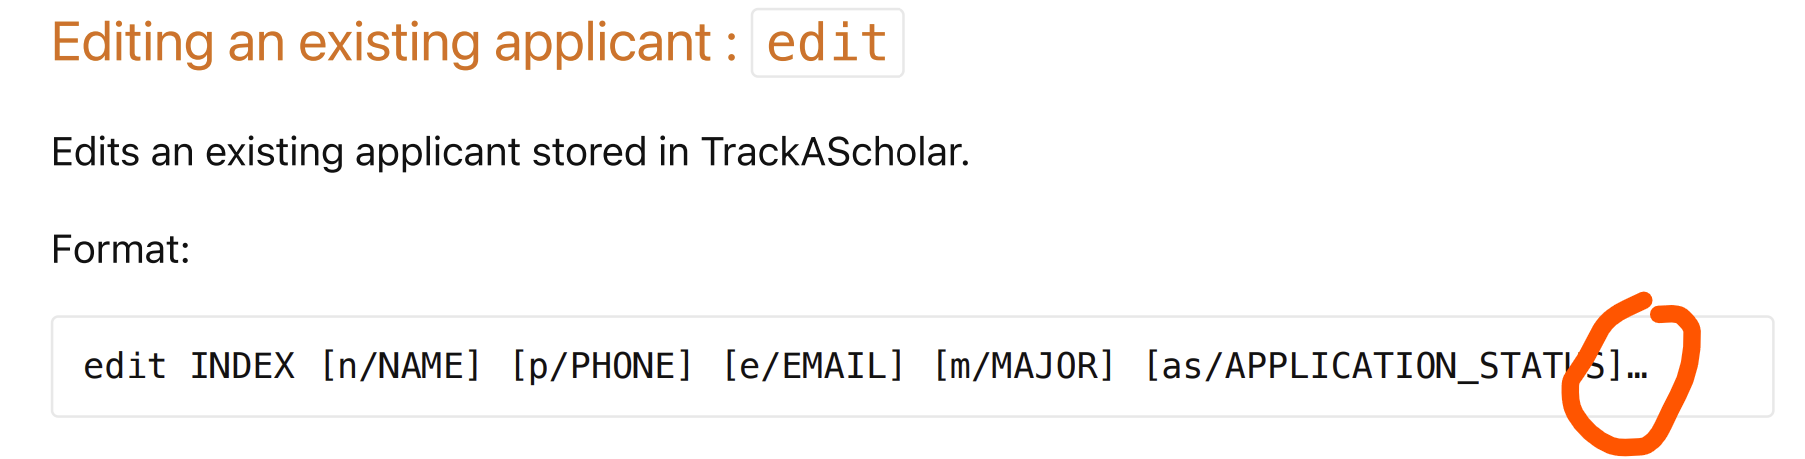 Editing an existing applicant : edit
Edits an existing applicant stored in TrackAScholar.
Format:
edit INDEX [n/NAME] [p/PHONE] [e/EMAIL] [m/MAJOR] [as/APPLICATION_STATUS]…